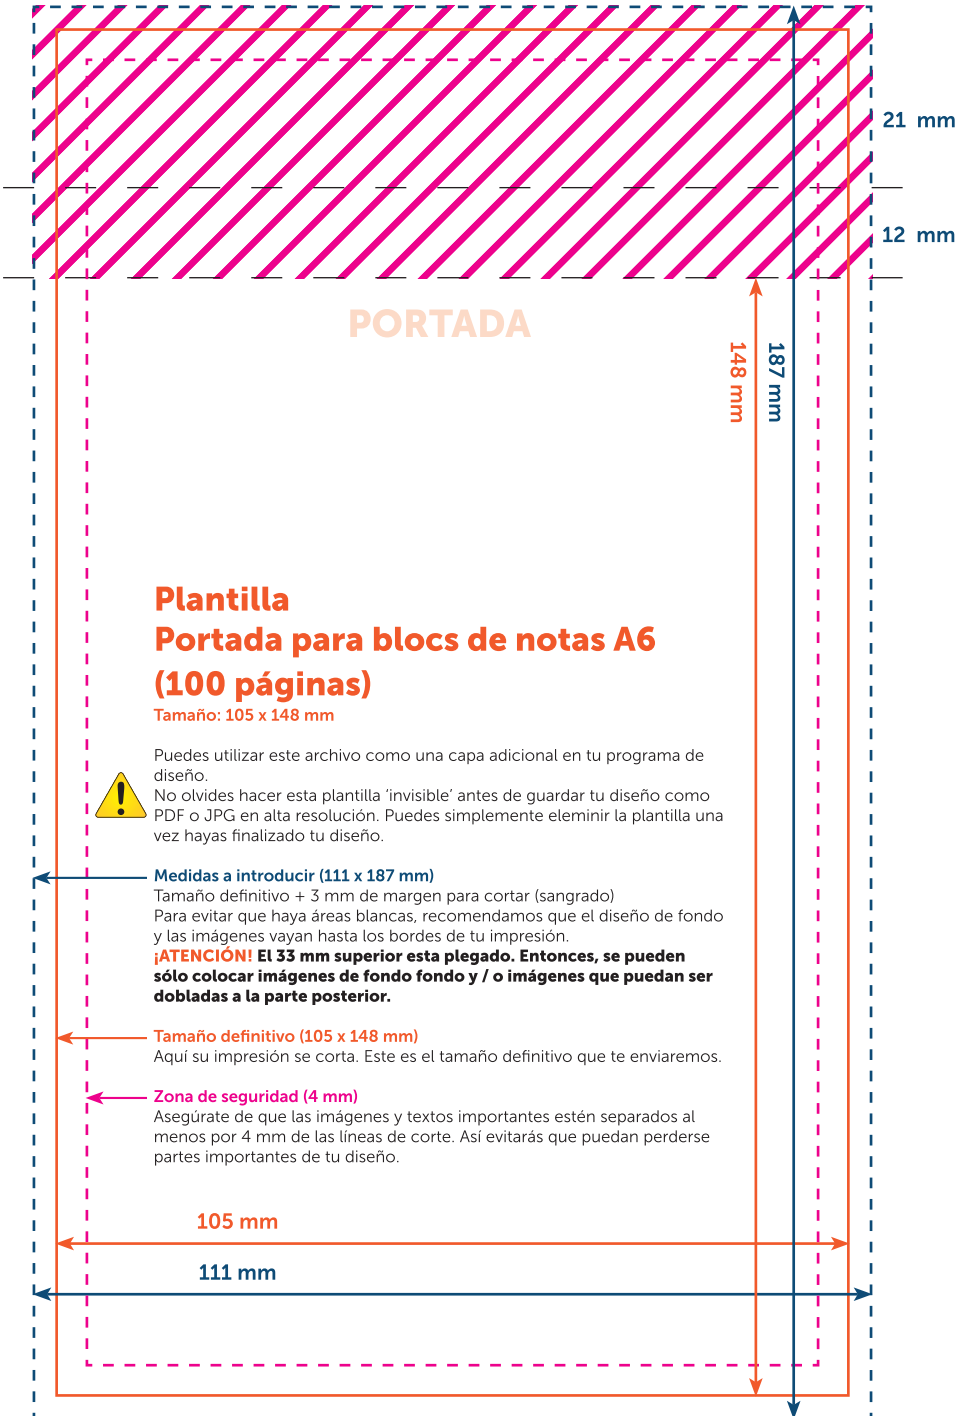 21 mm
12 mm
PORTADA
148 mm
187 mm
Plantilla
Portada para blocs de notas A6
(100 páginas)
Tamaño: 105 x 148 mm
Puedes utilizar este archivo como una capa adicional en tu programa de
diseño.
No olvides hacer esta plantilla ‘invisible’ antes de guardar tu diseño como
PDF o JPG en alta resolución. Puedes simplemente eleminir la plantilla una
vez hayas finalizado tu diseño.
Medidas a introducir (111 x 187 mm)
Tamaño definitivo + 3 mm de margen para cortar (sangrado)
Para evitar que haya áreas blancas, recomendamos que el diseño de fondo
y las imágenes vayan hasta los bordes de tu impresión.
¡ATENCIÓN! El 33 mm superior esta plegado. Entonces, se pueden
sólo colocar imágenes de fondo fondo y / o imágenes que puedan ser
dobladas a la parte posterior.
Tamaño definitivo (105 x 148 mm)
Aquí su impresión se corta. Este es el tamaño definitivo que te enviaremos.
Zona de seguridad (4 mm)
Asegúrate de que las imágenes y textos importantes estén separados al
menos por 4 mm de las líneas de corte. Así evitarás que puedan perderse
partes importantes de tu diseño.
105 mm
111 mm